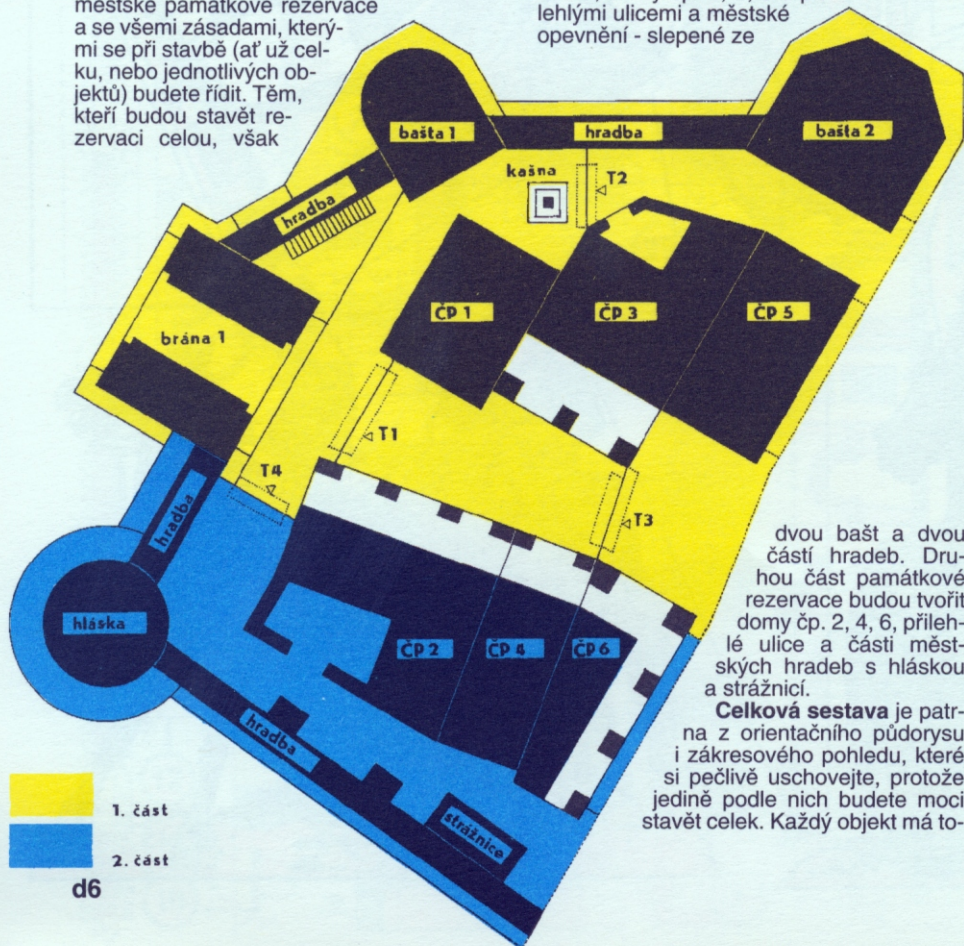 městské památkové rezervace
a se všemi zásadami, který-
mi se při stavbě (ať už cel-
ku, nebo jednotlivých ob-
jektů) budete řídit. Těm,
kteří budou stavět re-
zervaci celou, však
lehlými ulicemi a městské
opevnění - slepené ze
bašta 1
hradba
bašta 2
kašna
T2
hradba
ČP 1
ČP 3
ČP 5
brána 1
T1
T4
T3
hradba
hláska
ČP 2
ČP 4
ČP 6
hradba
strážnice
dvou bašt a dvou
částí hradeb. Dru-
hou část památkové
rezervace budou tvořit
domy čp. 2, 4, 6, přileh-
lé ulice a části měst-
ských hradeb s hláskou
a strážnicí.
Celková sestava je patr-
na z orientačního půdorysu
i zákresového pohledu, které
si pečlivě uschovejte, protože
jedině podle nich budete moci
stavět celek. Každý objekt má to-
1. část
2. část
d6